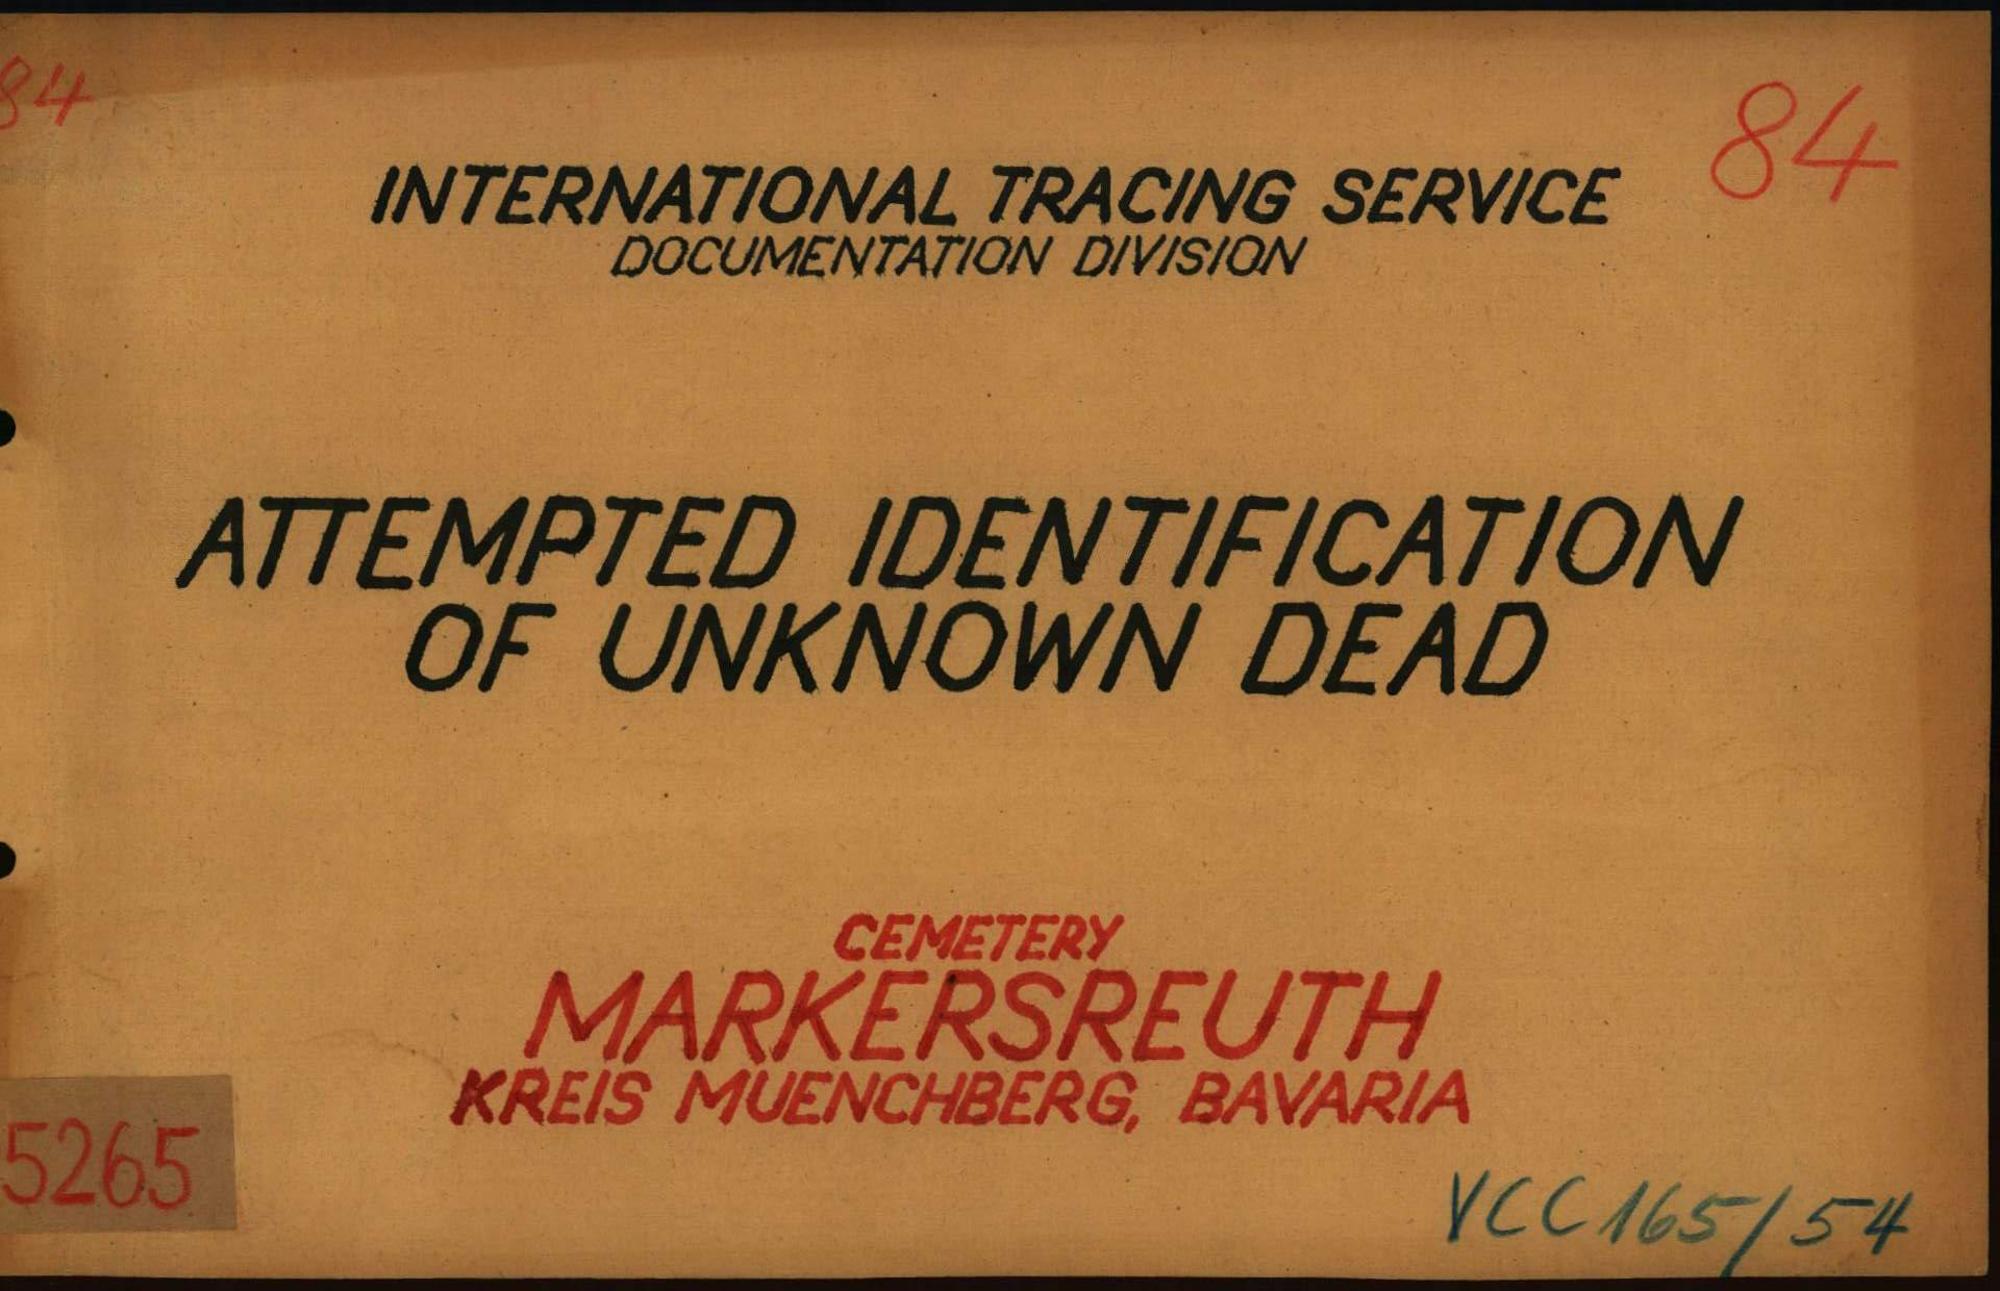 84
84
INTERNATIONAL TRACING SERVICE
DOCUMENTATION DIVISION
ATTEMPTED IDENTIFICATION
OF UNKNOWN DEAD
CEMETERY
MARKERSREUTH
KREIS MUENCHBERG, BAVARIA
5265
VCC 165/54